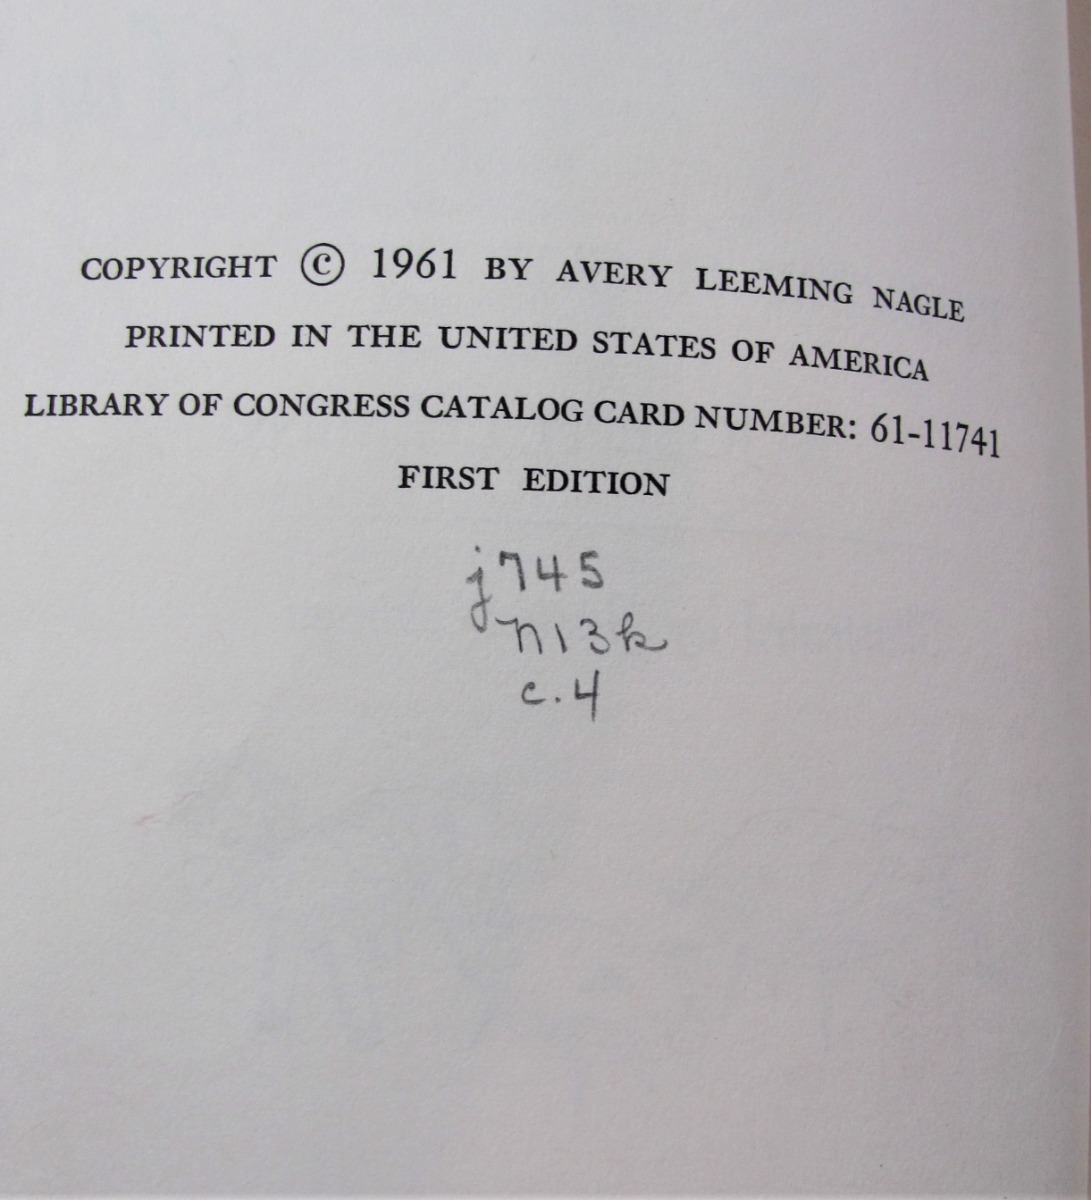 COPYRIGHT © 1961 BY AVERY LEEMING NAGLE
PRINTED IN THE UNITED STATES OF AMERICA
LIBRARY OF CONGRESS CATALOG CARD NUMBER: 61-11741
FIRST EDITION
j745
n13k
c.4